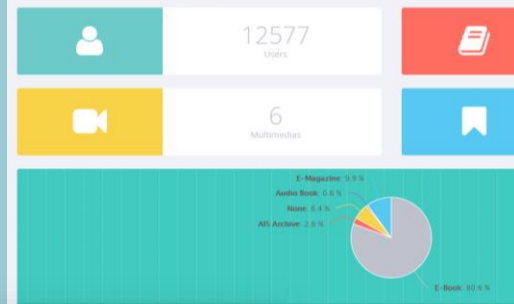 12577
Users
6
Multimedias
E-Magazine: 9.9 %
Audio Book: 0.6 %
None: 6.4 %
AIS Archive: 2.6 %
E-Book: 80.6 %